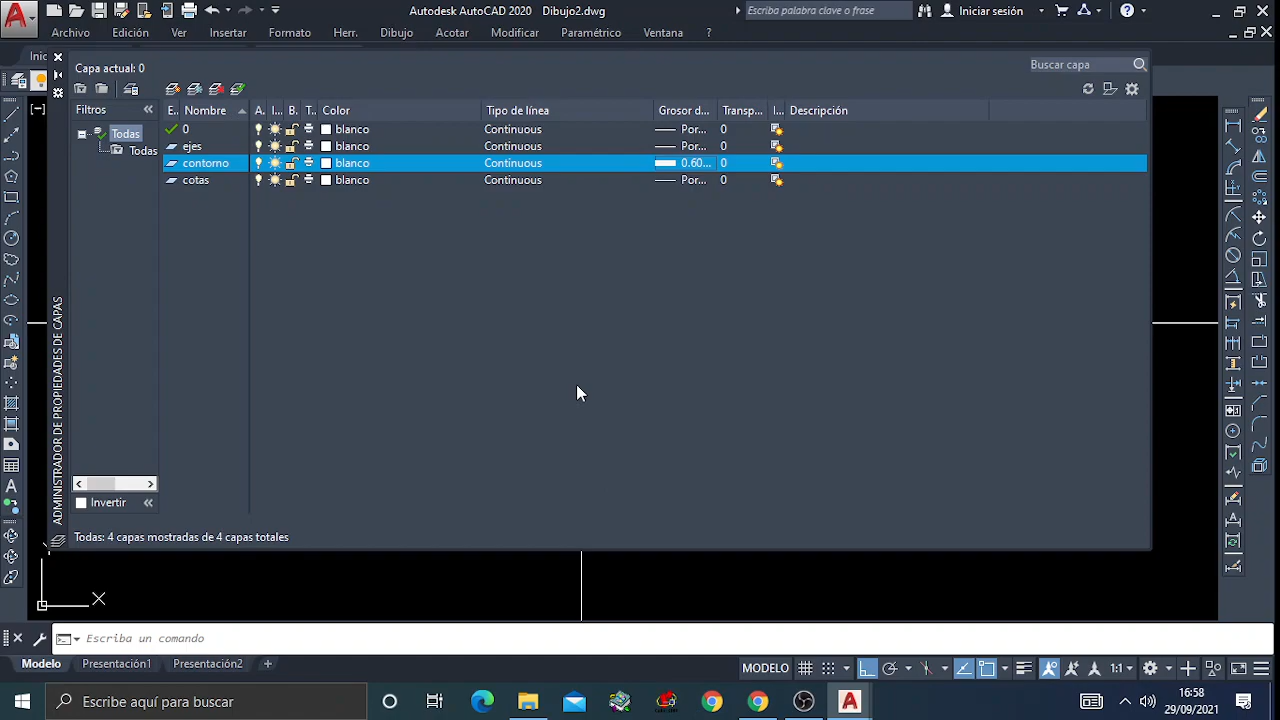 Autodesk AutoCAD 2020 Dibujo2.dwg
Escriba palabra clave o frase
Iniciar sesión
Archivo Edición Ver Insertar Formato Herr. Dibujo Acotar Modificar Paramétrico Ventana ?
Inic
Capa actual: 0
Buscar capa
Filtros
E.. Nombre A. I... B. T.. Color Tipo de línea Grosor d... Transp... I... Descripción
0 blanco Continuous Por... 0
ejes blanco Continuous Por... 0
contorno blanco Continuous 0.60... 0
cotas blanco Continuous Por... 0
Todas
Todas
Invertir
Todas: 4 capas mostradas de 4 capas totales
ADMINISTRADOR DE PROPIEDADES DE CAPAS
X
Escriba un comando
Modelo Presentación1 Presentación2 +
MODELO 1:1
Escribe aquí para buscar
16:58
29/09/2021